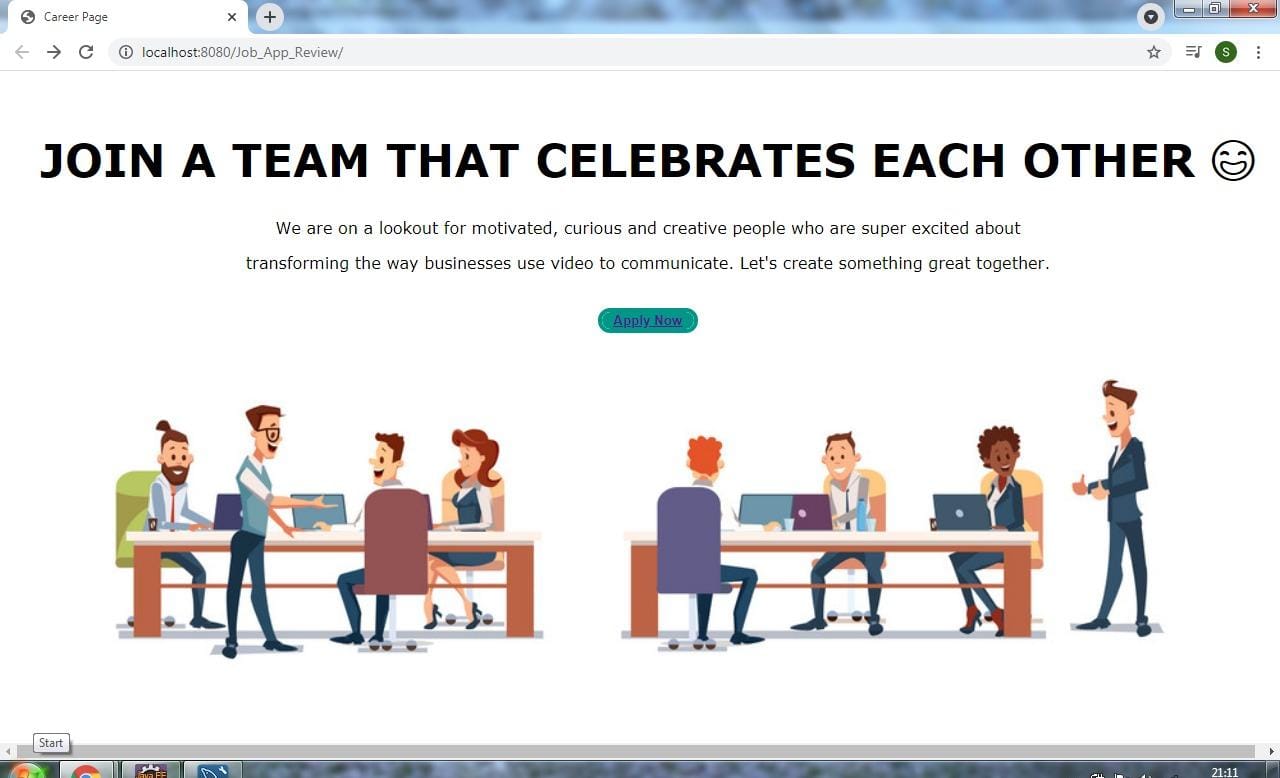 Career Page
localhost:8080/Job_App_Review/
S
JOIN A TEAM THAT CELEBRATES EACH OTHER 😄
We are on a lookout for motivated, curious and creative people who are super excited about
transforming the way businesses use video to communicate. Let's create something great together.
Apply Now
Start
Java EE
21:11